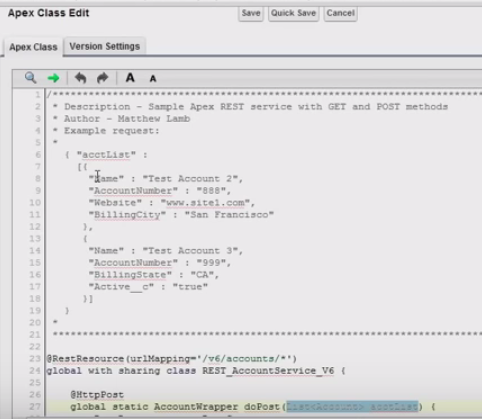 Apex Class Edit
Save Quick Save Cancel
Apex Class Version Settings
A A
1 /************************************************************
2 * Description - Sample Apex REST service with GET and POST methods
3 * Author - Matthew Lamb
4 * Example request:
5 *
6 { "acctList" :
7 [{
8 "Name" : "Test Account 2",
9 "AccountNumber" : "888",
10 "Website" : "www.site1.com",
11 "BillingCity" : "San Francisco"
12 },
13 {
14 "Name" : "Test Account 3",
15 "AccountNumber" : "999",
16 "BillingState" : "CA",
17 "Active__c" : "true"
18 }]
19 }
20 *
21 ************************************************************
22
23 @RestResource(urlMapping='/v6/accounts/*')
24 global with sharing class REST_AccountService_V6 {
25
26 @HttpPost
27 global static AccountWrapper doPost(List<Account> acctList) {